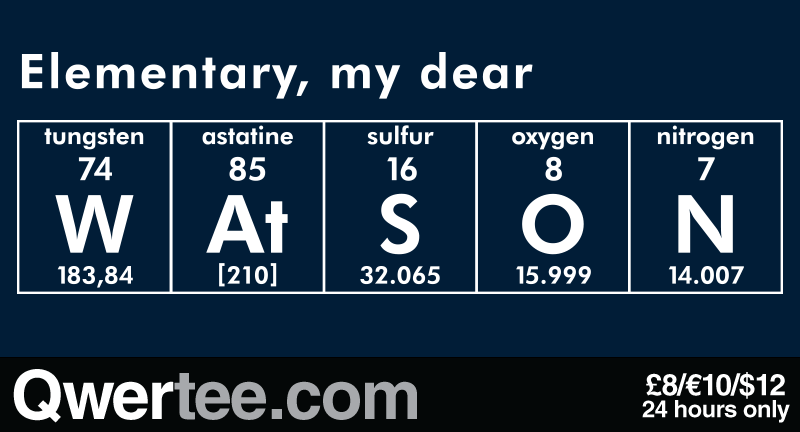 Elementary, my dear
tungsten astatine sulfur oxygen nitrogen
74 85 16 8 7
W At S O N
183,84 [210] 32.065 15.999 14.007
Qwertee.com
£8/€10/$12
24 hours only